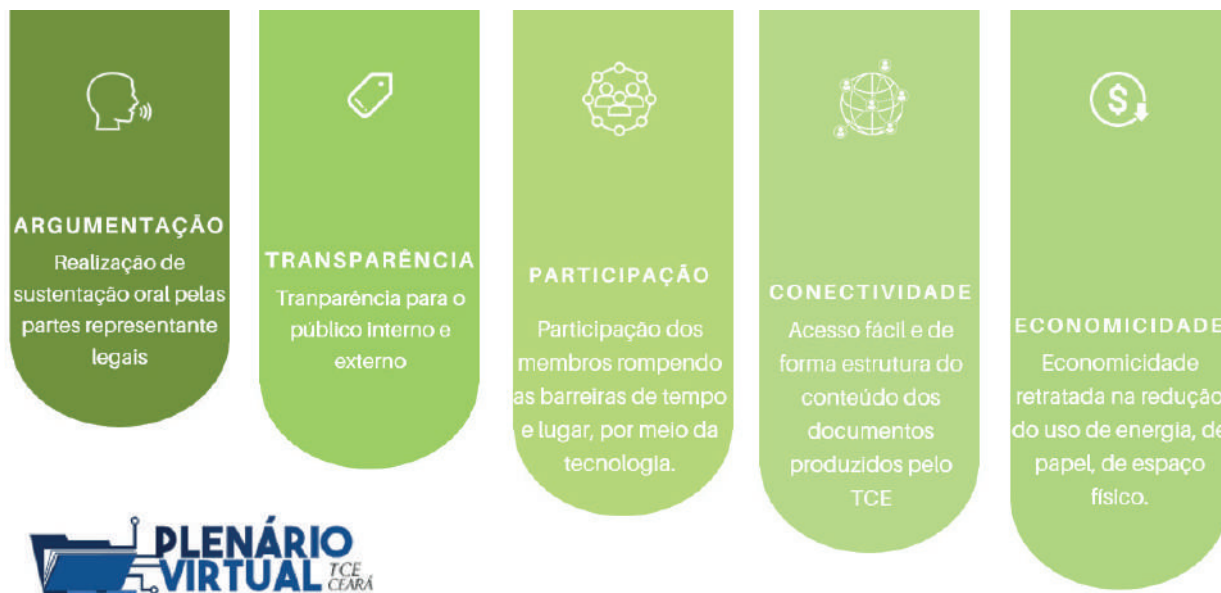 ARGUMENTAÇÃO
Realização de
sustentação oral pelas
partes representante
legais
TRANSPARÊNCIA
Tranparência para o
público interno e
externo
PARTICIPAÇÃO
Participação dos
membros rompendo
as barreiras de tempo
e lugar, por meio da
tecnologia.
CONECTIVIDADE
Acesso fácil e de
forma estrutura do
conteúdo dos
documentos
produzidos pelo
TCE
ECONOMICIDADE
Economicidade
retratada na redução
do uso de energia, de
papel, de espaço
físico.
PLENÁRIO
VIRTUAL TCE
CEARÁ